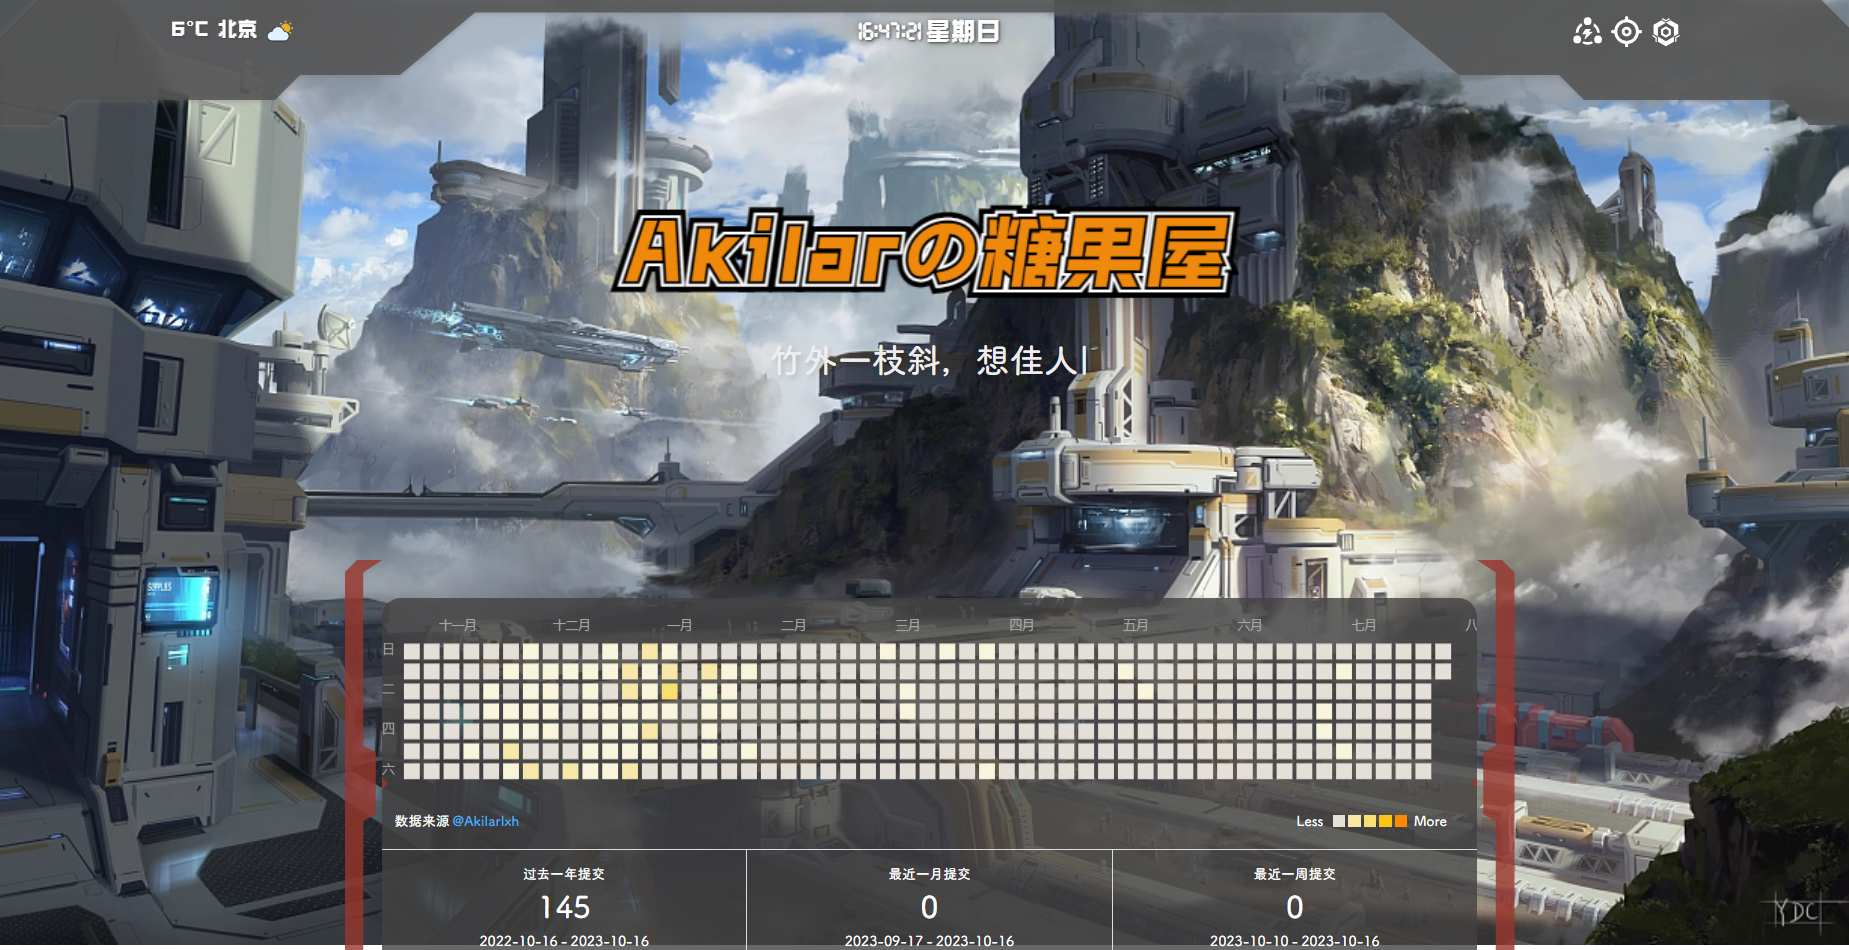 6°C 北京
16:47:21 星期日
Akilarの糖果屋
竹外一枝斜，想佳人|
十一月 十二月 一月 二月 三月 四月 五月 六月 七月 八
日
二
四
六
数据来源 @Akilarlxh
Less More
过去一年提交
145
2022-10-16 - 2023-10-16
最近一月提交
0
2023-09-17 - 2023-10-16
最近一周提交
0
2023-10-10 - 2023-10-16
SUPPLIES
YDC